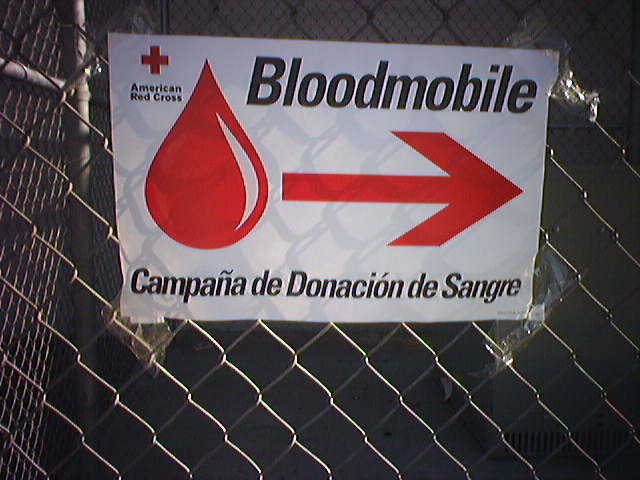 Bloodmobile
American
Red Cross
Campaña de Donación de Sangre